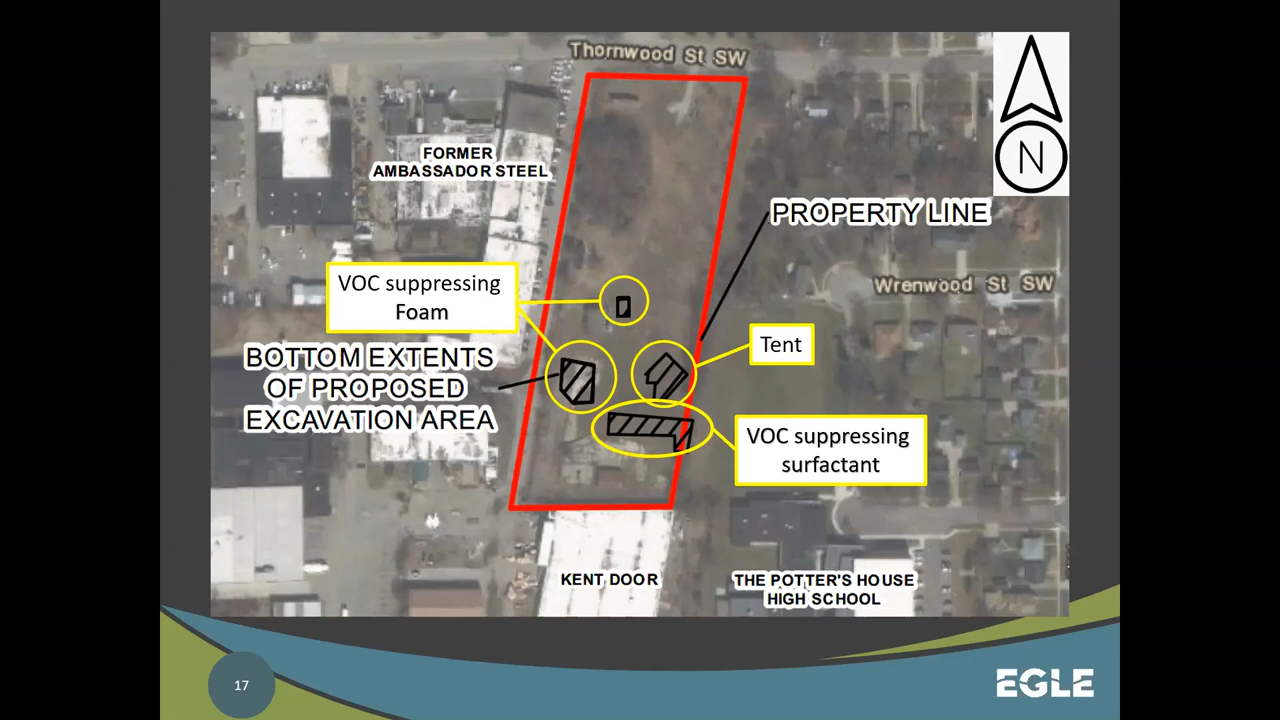 Thornwood St SW
N
FORMER
AMBASSADOR STEEL
PROPERTY LINE
VOC suppressing
Foam
Wrenwood St SW
Tent
BOTTOM EXTENTS
OF PROPOSED
EXCAVATION AREA
VOC suppressing
surfactant
KENT DOOR
THE POTTER'S HOUSE
HIGH SCHOOL
17
EGLE